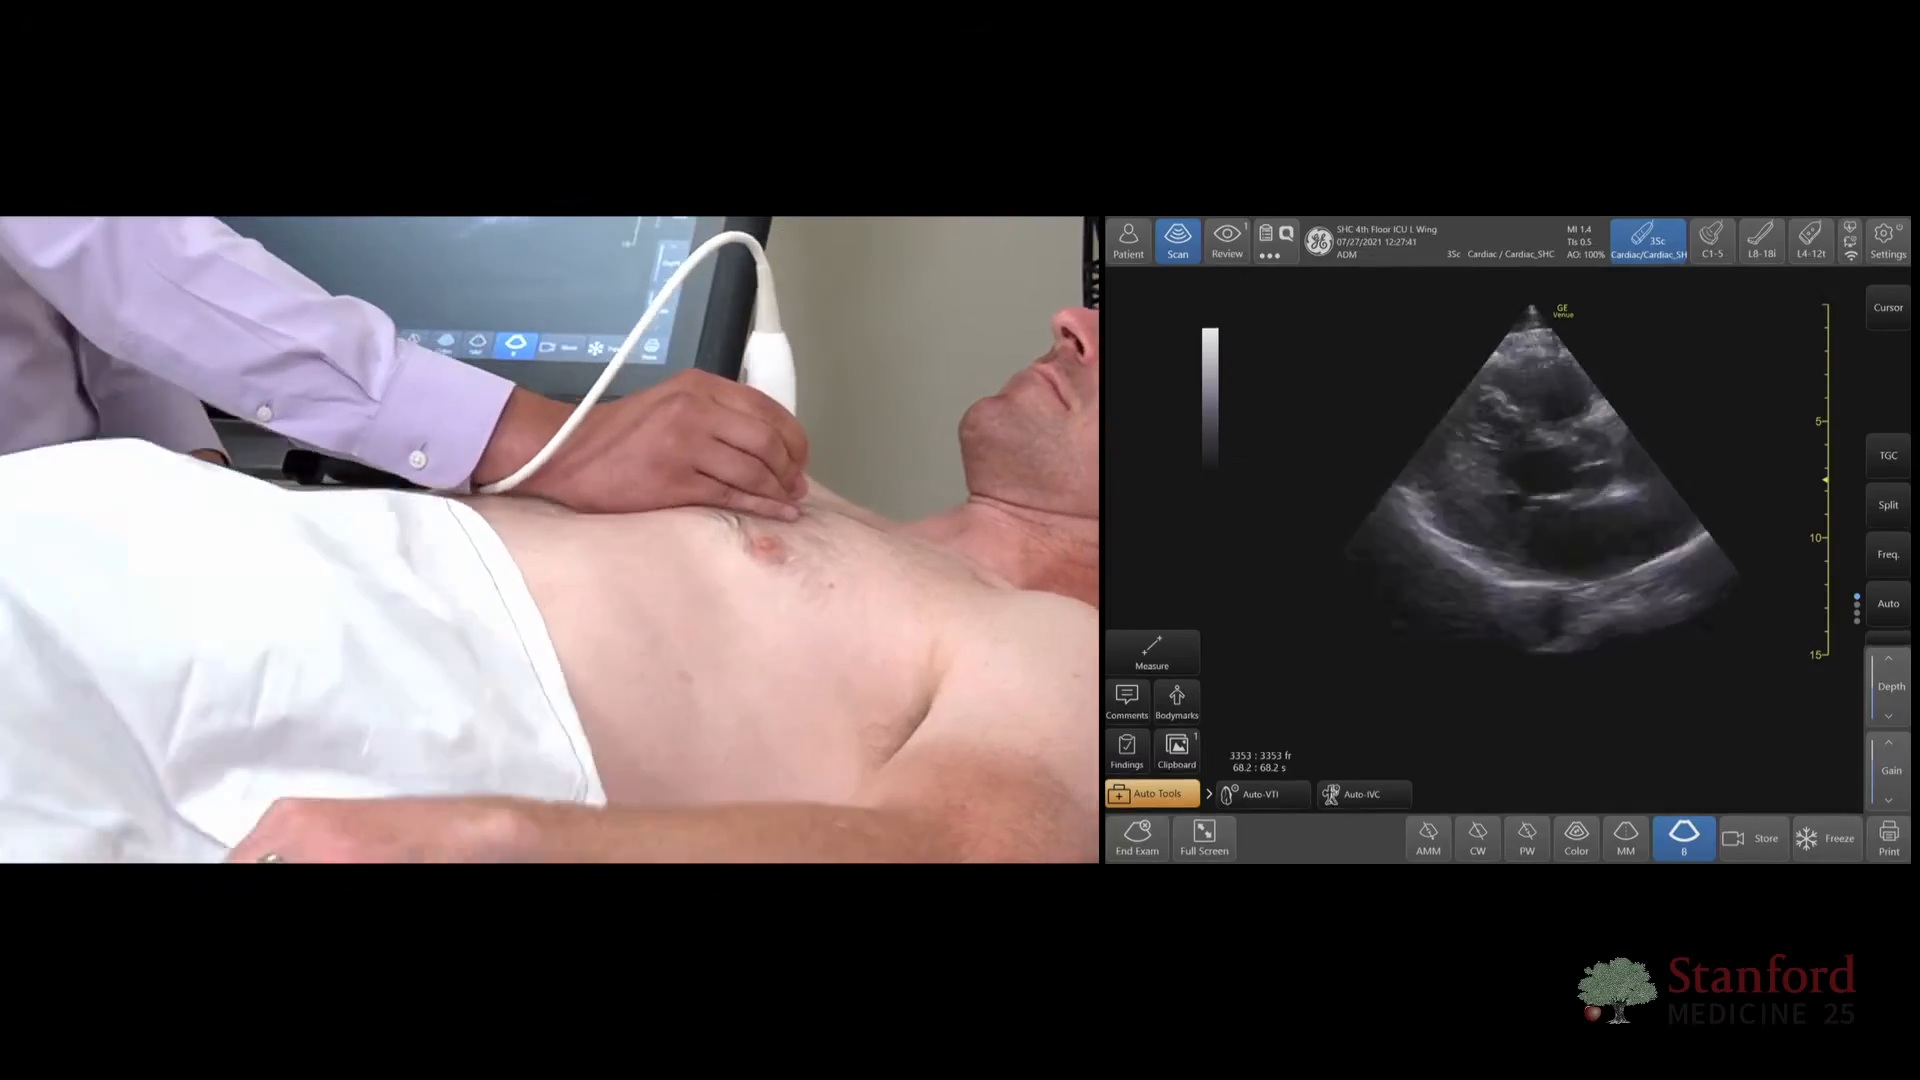 Patient
Scan
Review
1
SHC 4th Floor ICU L Wing
07/27/2021 12:27:41
ADM
3Sc Cardiac / Cardiac_SHC
MI 1.4
TIs 0.5
AO: 100%
3Sc
Cardiac/Cardiac_SH
C1-5
L8-18i
L4-12t
Settings
GE
Venue
Cursor
5
TGC
Split
10
Freq.
Auto
15
Measure
Depth
Comments
Bodymarks
1
Findings
Clipboard
3353 : 3353 fr
68.2 : 68.2 s
Gain
Auto Tools
Auto-VTI
Auto-IVC
End Exam
Full Screen
AMM
CW
PW
Color
MM
B
Store
Freeze
Print
Stanford
MEDICINE 25